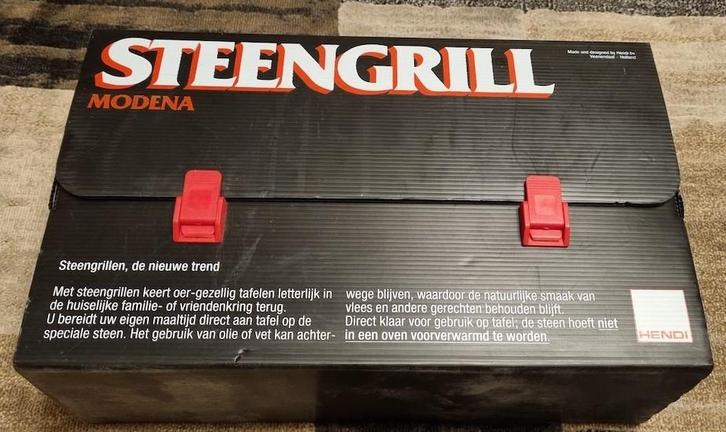 STEENGRILL
MODENA
Made and designed by Hendi bv
Veenendaal - Holland
Steengrillen, de nieuwe trend
Met steengrillen keert oer-gezellig tafelen letterlijk in
de huiselijke familie- of vriendenkring terug.
U bereidt uw eigen maaltijd direct aan tafel op de
speciale steen. Het gebruik van olie of vet kan achter-
wege blijven, waardoor de natuurlijke smaak van
vlees en andere gerechten behouden blijft.
Direct klaar voor gebruik op tafel; de steen hoeft niet
in een oven voorverwarmd te worden.
HENDI